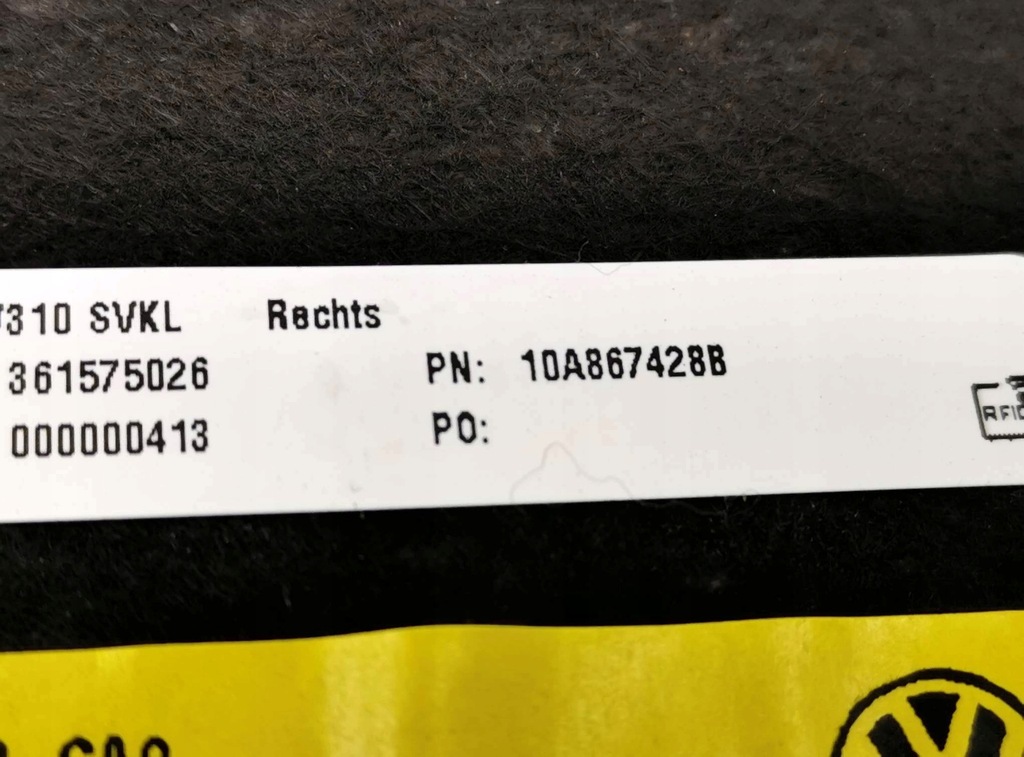 310 SVKL Rechts
361575026 PN: 10A867428B
000000413 PO:
RFID